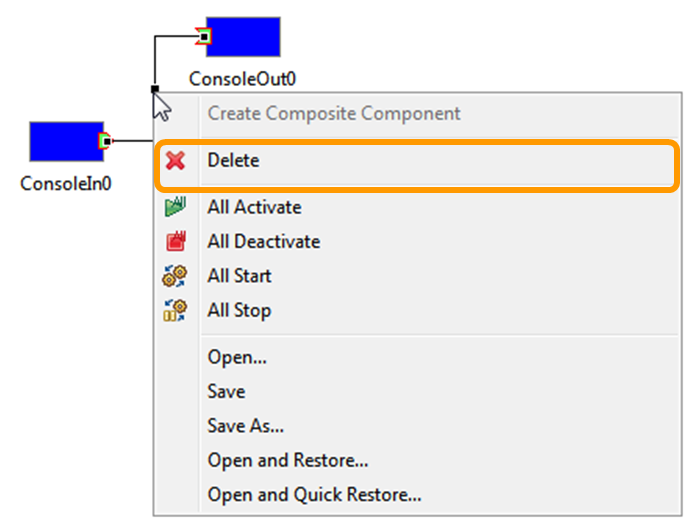 ConsoleOut0
ConsoleIn0
Create Composite Component
Delete
All Activate
All Deactivate
All Start
All Stop
Open...
Save
Save As...
Open and Restore...
Open and Quick Restore...